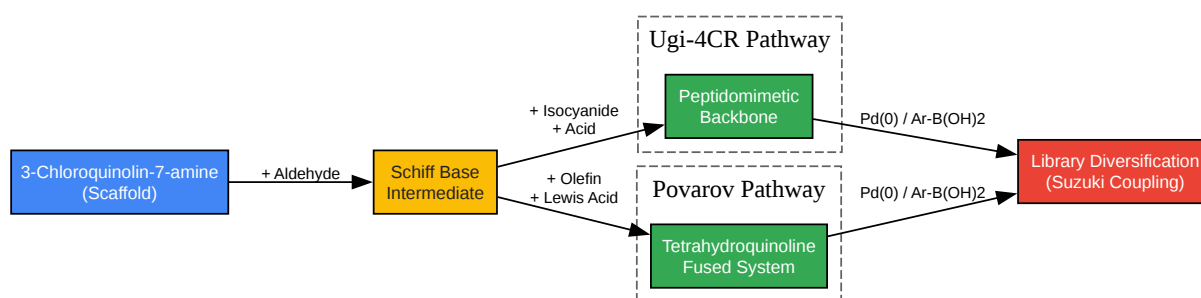 3-Chloroquinolin-7-amine
(Scaffold)
+ Aldehyde
Schiff Base
Intermediate
+ Isocyanide
+ Acid
+ Olefin
+ Lewis Acid
Ugi-4CR Pathway
Peptidomimetic
Backbone
Povarov Pathway
Tetrahydroquinoline
Fused System
Pd(0) / Ar-B(OH)2
Pd(0) / Ar-B(OH)2
Library Diversification
(Suzuki Coupling)